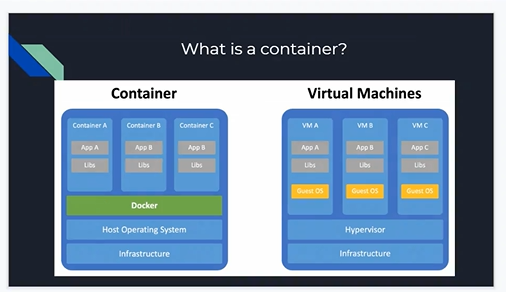 What is a container?
Container
Container A Container B Container C
App A App B App B
Libs Libs Libs
Docker
Host Operating System
Infrastructure
Virtual Machines
VM A VM B VM C
App A App B App C
Libs Libs Libs
Guest OS Guest OS Guest OS
Hypervisor
Infrastructure